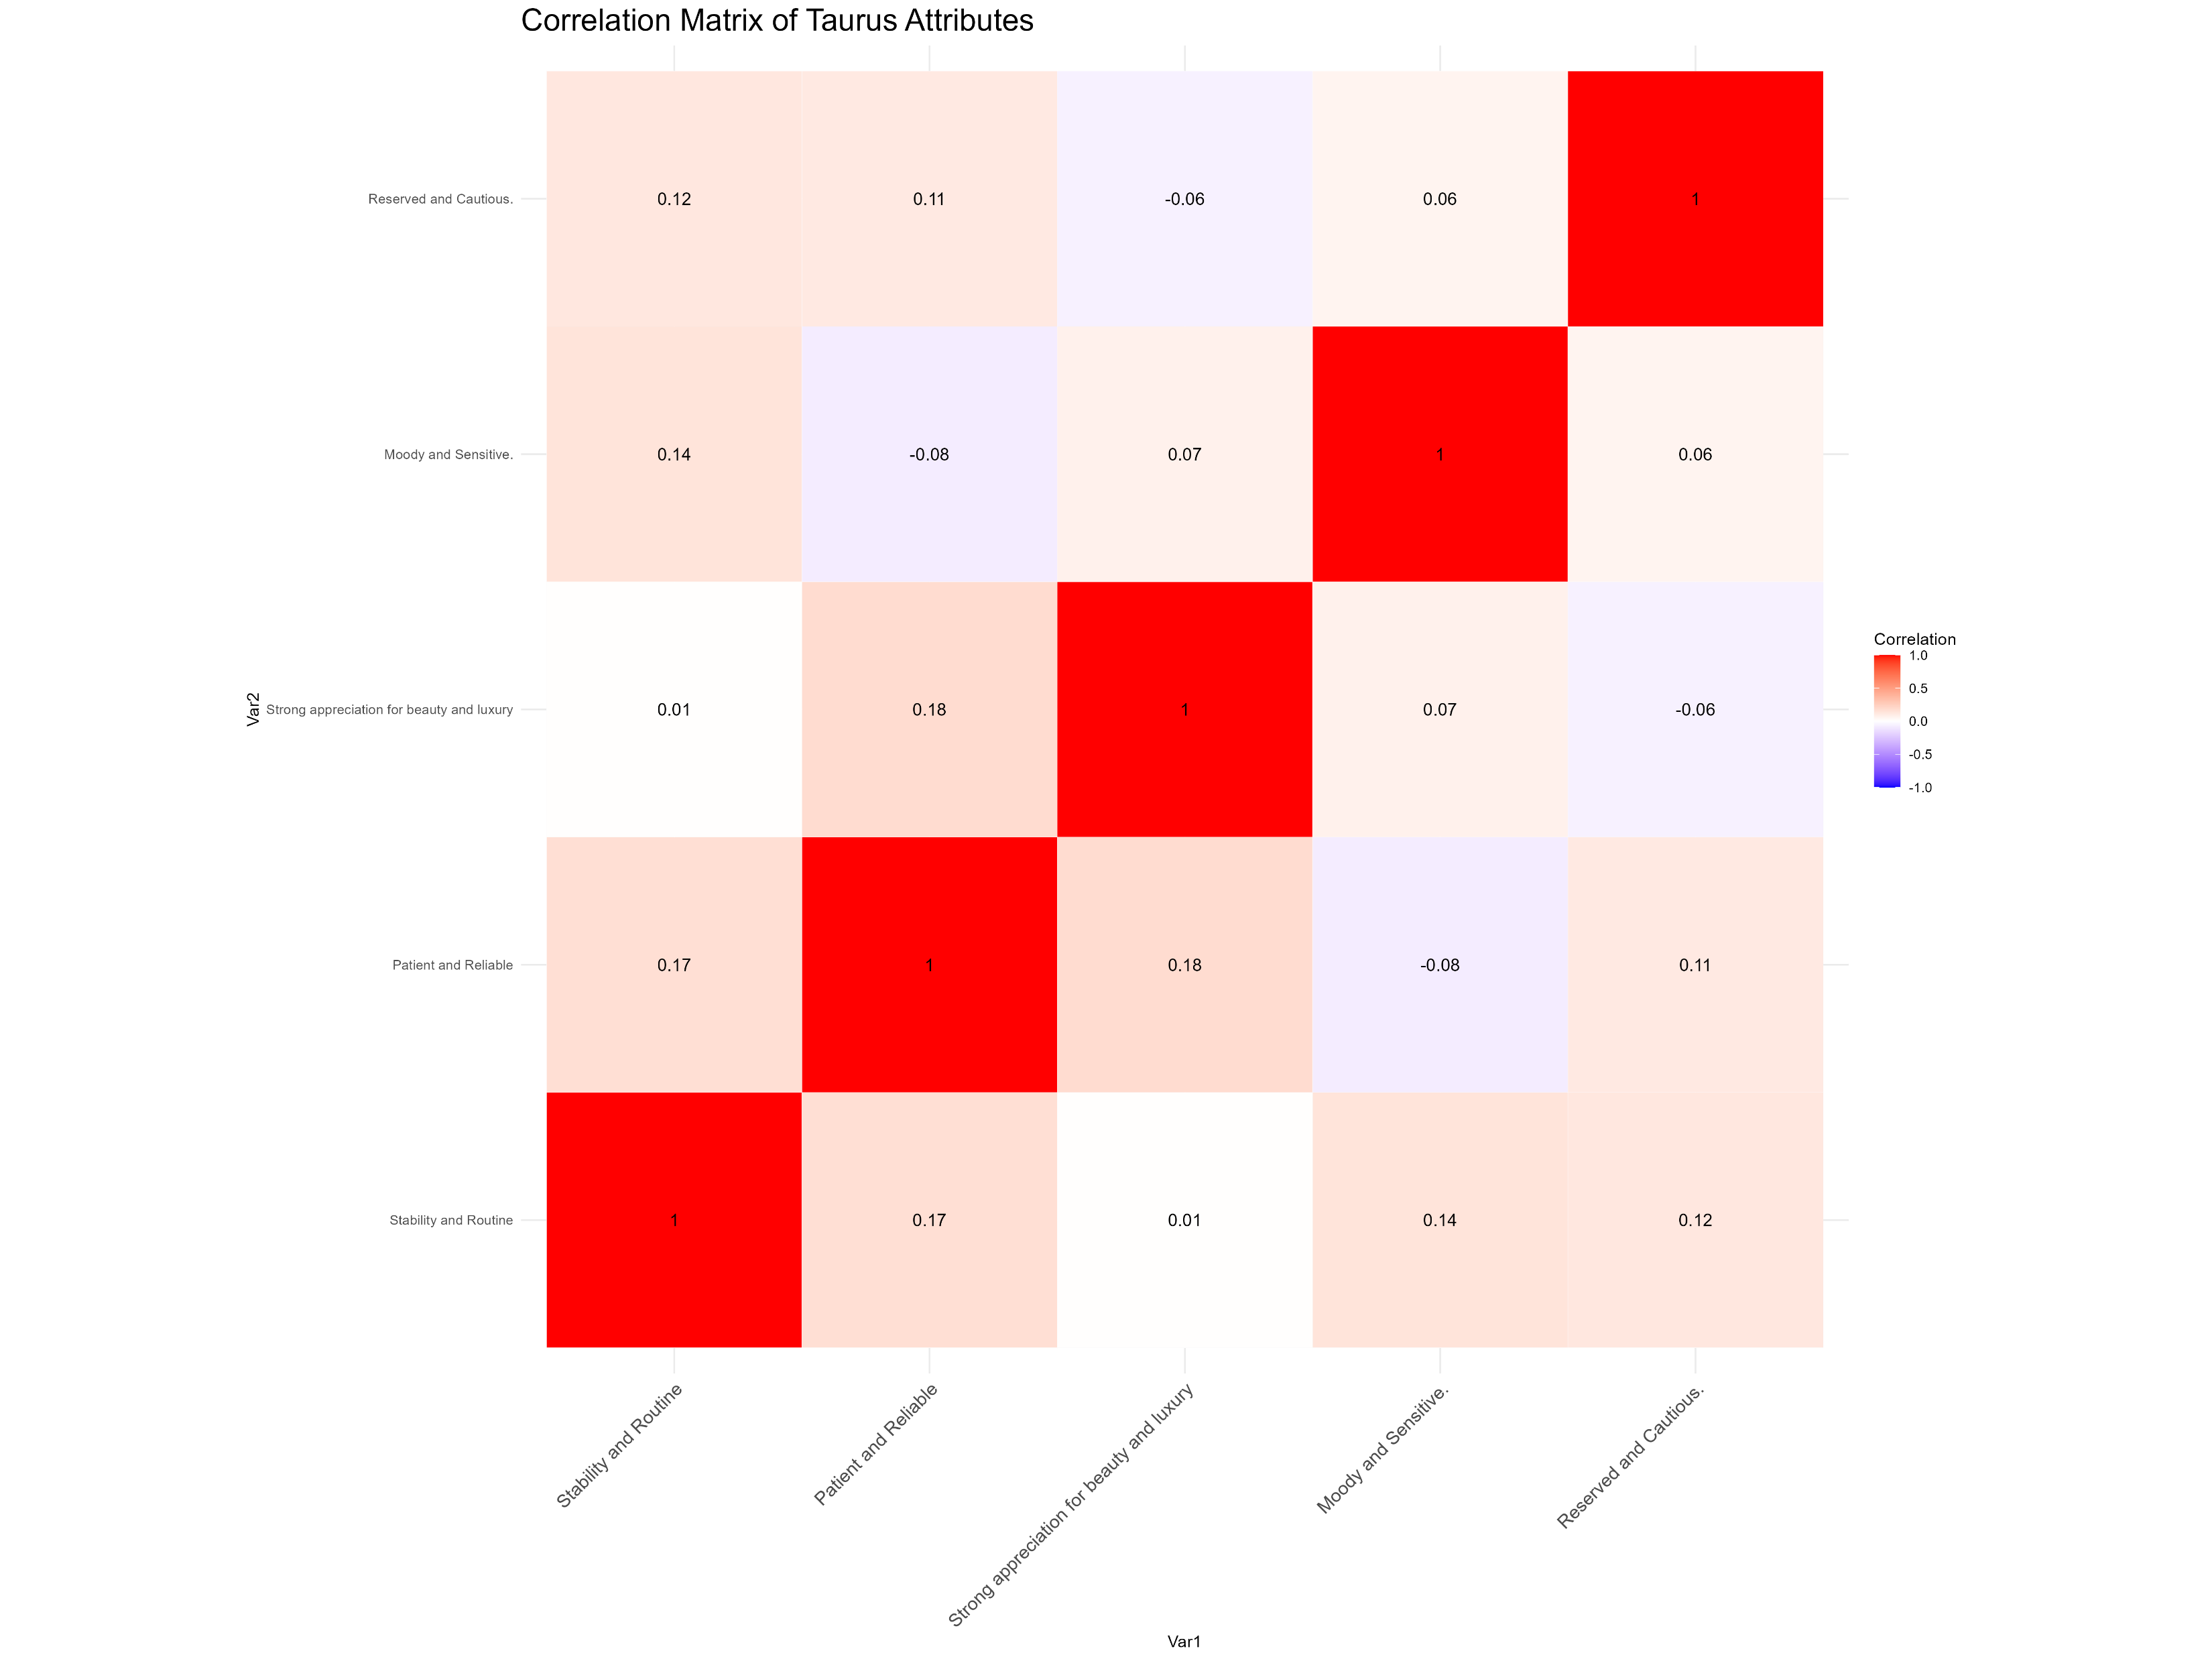 Correlation Matrix of Taurus Attributes
Reserved and Cautious. 0.12 0.11 -0.06 0.06 1
Moody and Sensitive. 0.14 -0.08 0.07 1 0.06
Var2
Strong appreciation for beauty and luxury 0.01 0.18 1 0.07 -0.06
Patient and Reliable 0.17 1 0.18 -0.08 0.11
Stability and Routine 1 0.17 0.01 0.14 0.12
Stability and Routine
Patient and Reliable
Strong appreciation for beauty and luxury
Moody and Sensitive.
Reserved and Cautious.
Var1
Correlation
1.0
0.5
0.0
-0.5
-1.0